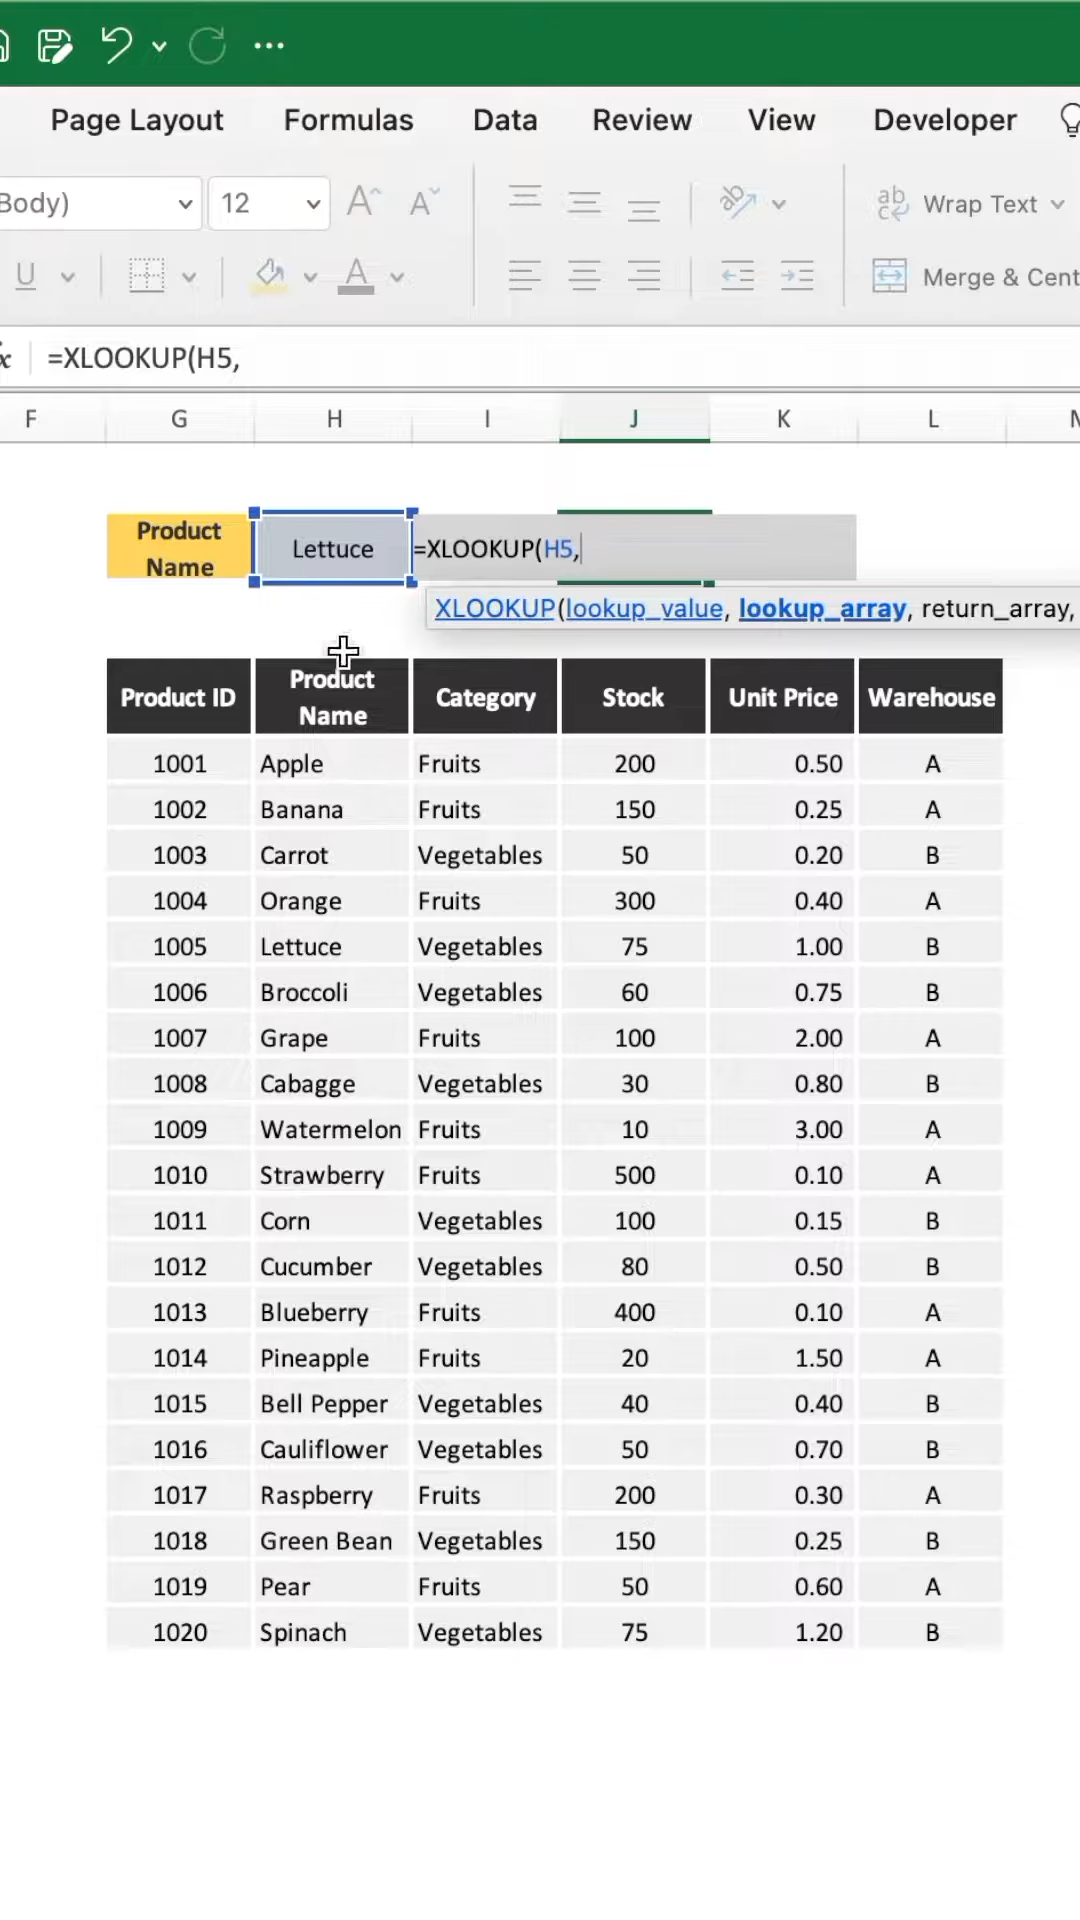 Page Layout Formulas Data Review View Developer
Body) 12 Wrap Text
U A Merge & Cent
=XLOOKUP(H5,
F G H I J K L
Product Name Lettuce =XLOOKUP(H5,
XLOOKUP(lookup_value, lookup_array, return_array,
Product ID Product Name Category Stock Unit Price Warehouse
1001 Apple Fruits 200 0.50 A
1002 Banana Fruits 150 0.25 A
1003 Carrot Vegetables 50 0.20 B
1004 Orange Fruits 300 0.40 A
1005 Lettuce Vegetables 75 1.00 B
1006 Broccoli Vegetables 60 0.75 B
1007 Grape Fruits 100 2.00 A
1008 Cabagge Vegetables 30 0.80 B
1009 Watermelon Fruits 10 3.00 A
1010 Strawberry Fruits 500 0.10 A
1011 Corn Vegetables 100 0.15 B
1012 Cucumber Vegetables 80 0.50 B
1013 Blueberry Fruits 400 0.10 A
1014 Pineapple Fruits 20 1.50 A
1015 Bell Pepper Vegetables 40 0.40 B
1016 Cauliflower Vegetables 50 0.70 B
1017 Raspberry Fruits 200 0.30 A
1018 Green Bean Vegetables 150 0.25 B
1019 Pear Fruits 50 0.60 A
1020 Spinach Vegetables 75 1.20 B